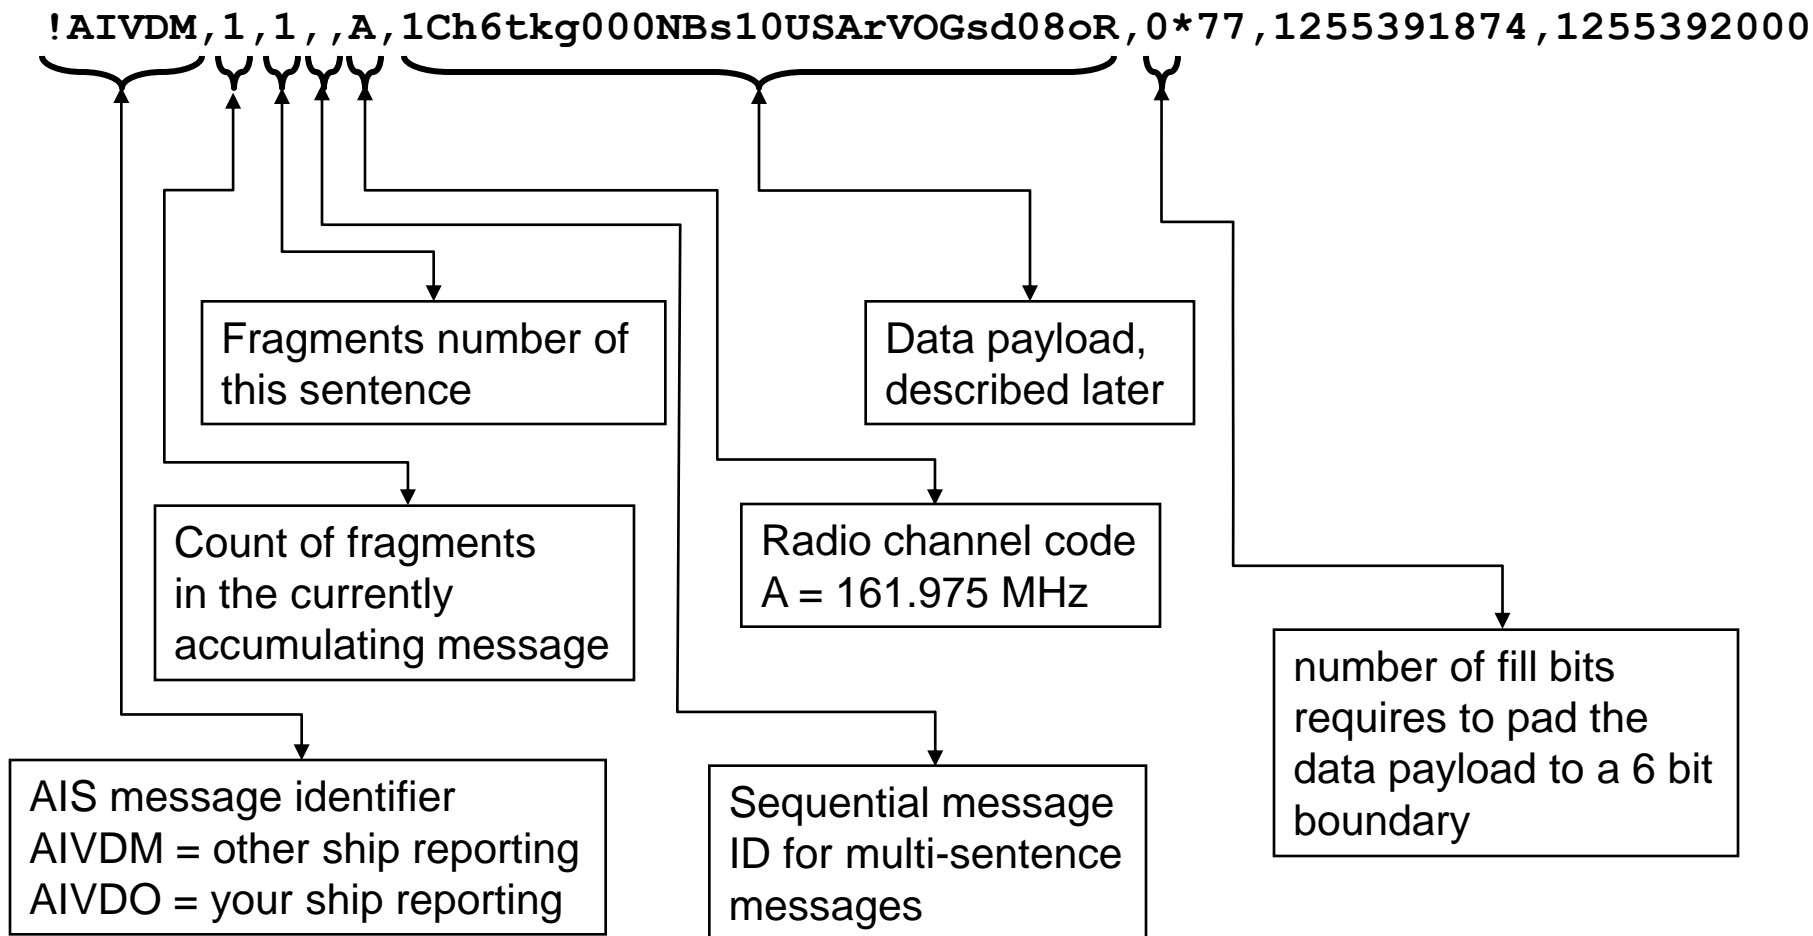 !AIVDM,1,1,,A,1Ch6tkg000NBs10USArVOGsd08oR,0*77,1255391874,1255392000
Fragments number of
this sentence
Data payload,
described later
Count of fragments
in the currently
accumulating message
Radio channel code
A = 161.975 MHz
number of fill bits
requires to pad the
data payload to a 6 bit
boundary
AIS message identifier
AIVDM = other ship reporting
AIVDO = your ship reporting
Sequential message
ID for multi-sentence
messages